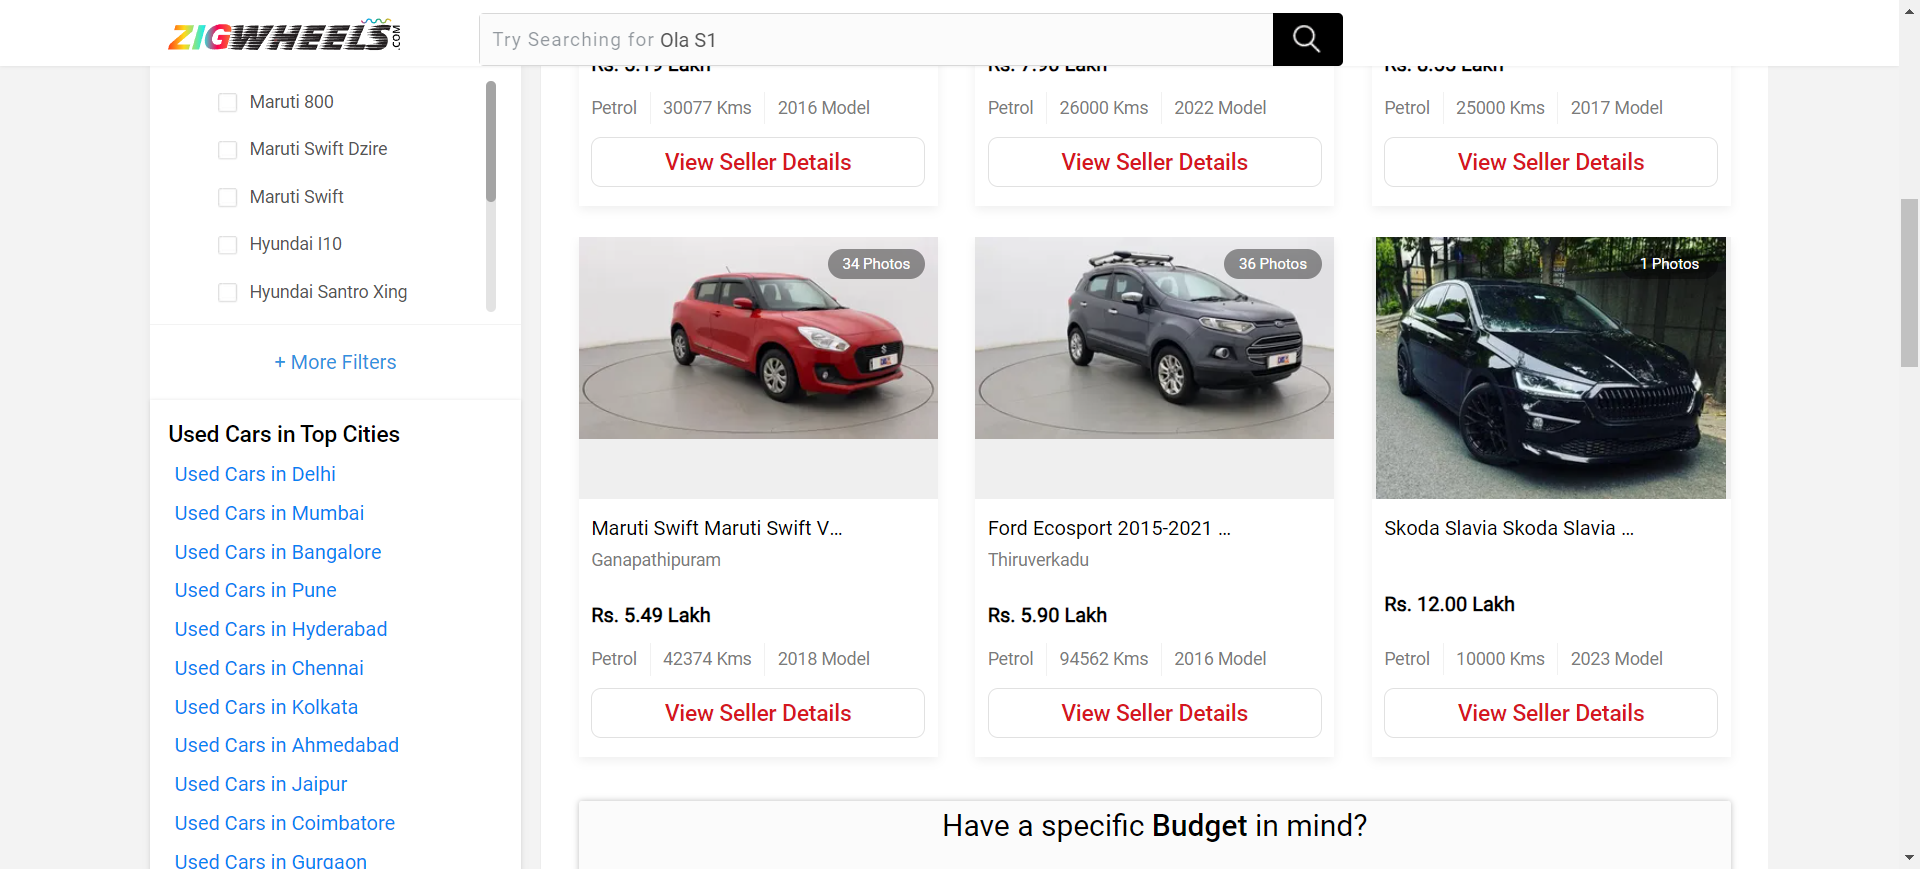 ZIGWHEELS.COM
Try Searching for Ola S1
Maruti 800
Maruti Swift Dzire
Maruti Swift
Hyundai I10
Hyundai Santro Xing
+ More Filters
Used Cars in Top Cities
Used Cars in Delhi
Used Cars in Mumbai
Used Cars in Bangalore
Used Cars in Pune
Used Cars in Hyderabad
Used Cars in Chennai
Used Cars in Kolkata
Used Cars in Ahmedabad
Used Cars in Jaipur
Used Cars in Coimbatore
Used Cars in Gurgaon
Petrol 30077 Kms 2016 Model
View Seller Details
Petrol 26000 Kms 2022 Model
View Seller Details
Petrol 25000 Kms 2017 Model
View Seller Details
34 Photos
Maruti Swift Maruti Swift V...
Ganapathipuram
Rs. 5.49 Lakh
Petrol 42374 Kms 2018 Model
View Seller Details
36 Photos
Ford Ecosport 2015-2021 ...
Thiruverkadu
Rs. 5.90 Lakh
Petrol 94562 Kms 2016 Model
View Seller Details
1 Photos
Skoda Slavia Skoda Slavia ...
Rs. 12.00 Lakh
Petrol 10000 Kms 2023 Model
View Seller Details
Have a specific Budget in mind?